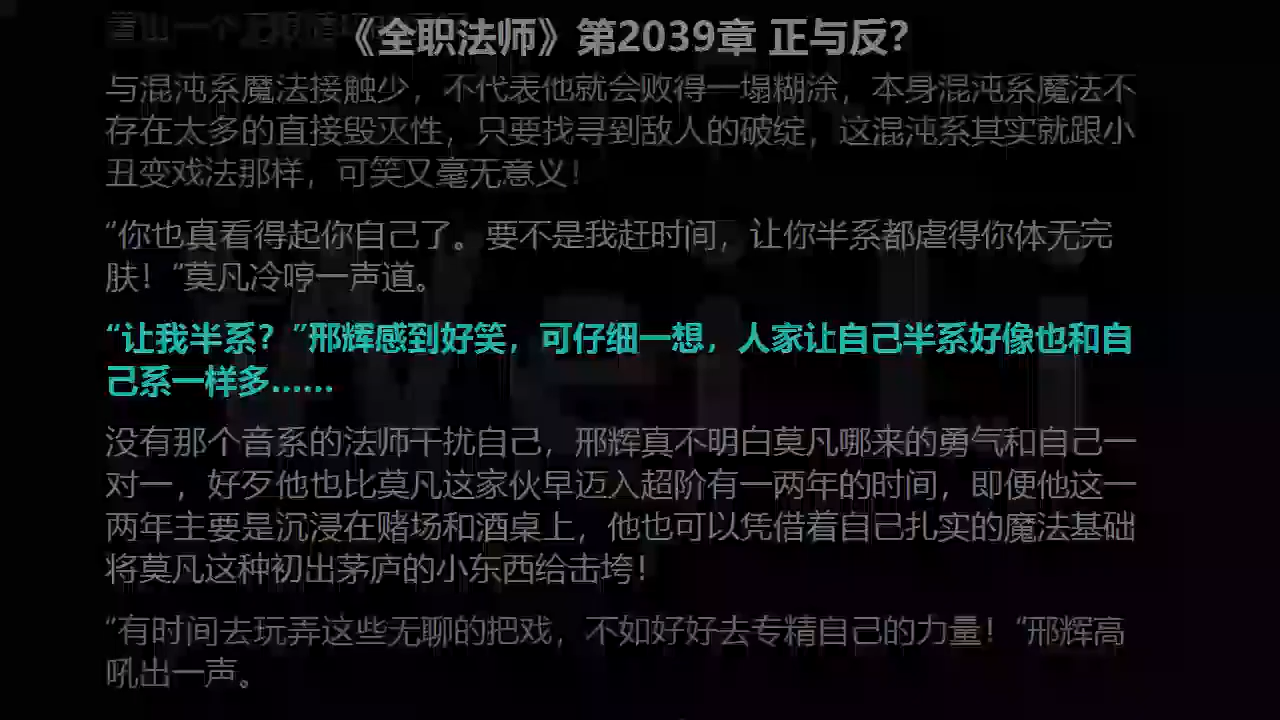 《全职法师》第2039章 正与反?
与混沌系魔法接触少，不代表他就会败得一塌糊涂，本身混沌系魔法不
存在太多的直接毁灭性，只要找寻到敌人的破绽，这混沌系其实就跟小
丑变戏法那样，可笑又毫无意义！
“你也真看得起你自己了。要不是我赶时间，让你半系都虐得你体无完
肤！“莫凡冷哼一声道。
“让我半系？”邢辉感到好笑，可仔细一想，人家让自己半系好像也和自
己系一样多……
没有那个音系的法师干扰自己，邢辉真不明白莫凡哪来的勇气和自己一
对一，好歹他也比莫凡这家伙早迈入超阶有一两年的时间，即便他这一
两年主要是沉浸在赌场和酒桌上，他也可以凭借着自己扎实的魔法基础
将莫凡这种初出茅庐的小东西给击垮！
“有时间去玩弄这些无聊的把戏，不如好好去专精自己的力量！“邢辉高
吼出一声。